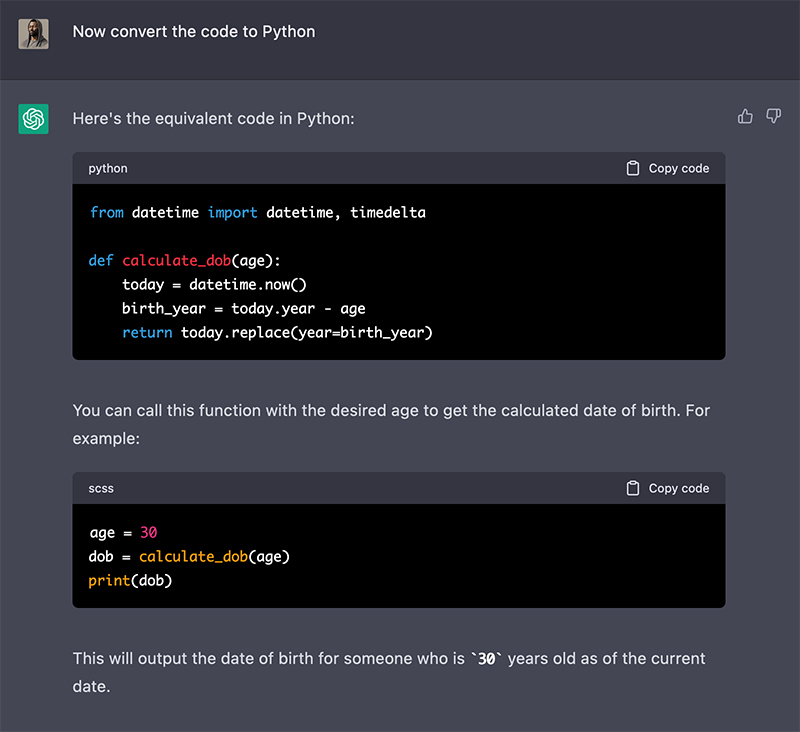 Now convert the code to Python
Here's the equivalent code in Python:
python
Copy code
from datetime import datetime, timedelta
def calculate_dob(age):
    today = datetime.now()
    birth_year = today.year - age
    return today.replace(year=birth_year)
You can call this function with the desired age to get the calculated date of birth. For
example:
scss
Copy code
age = 30
dob = calculate_dob(age)
print(dob)
This will output the date of birth for someone who is `30` years old as of the current
date.